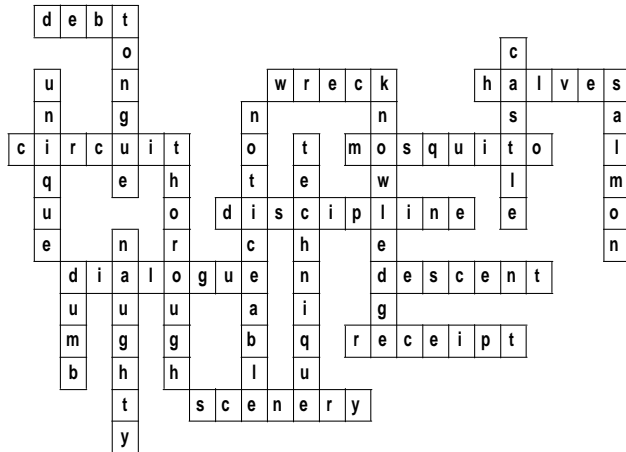 debt
tongue
castle
unique
wreck
knowledge
halves
salmon
noticeable
circuit
thorough
technique
mosquito
discipline
naughty
dialogue
dumb
descent
receipt
scenery